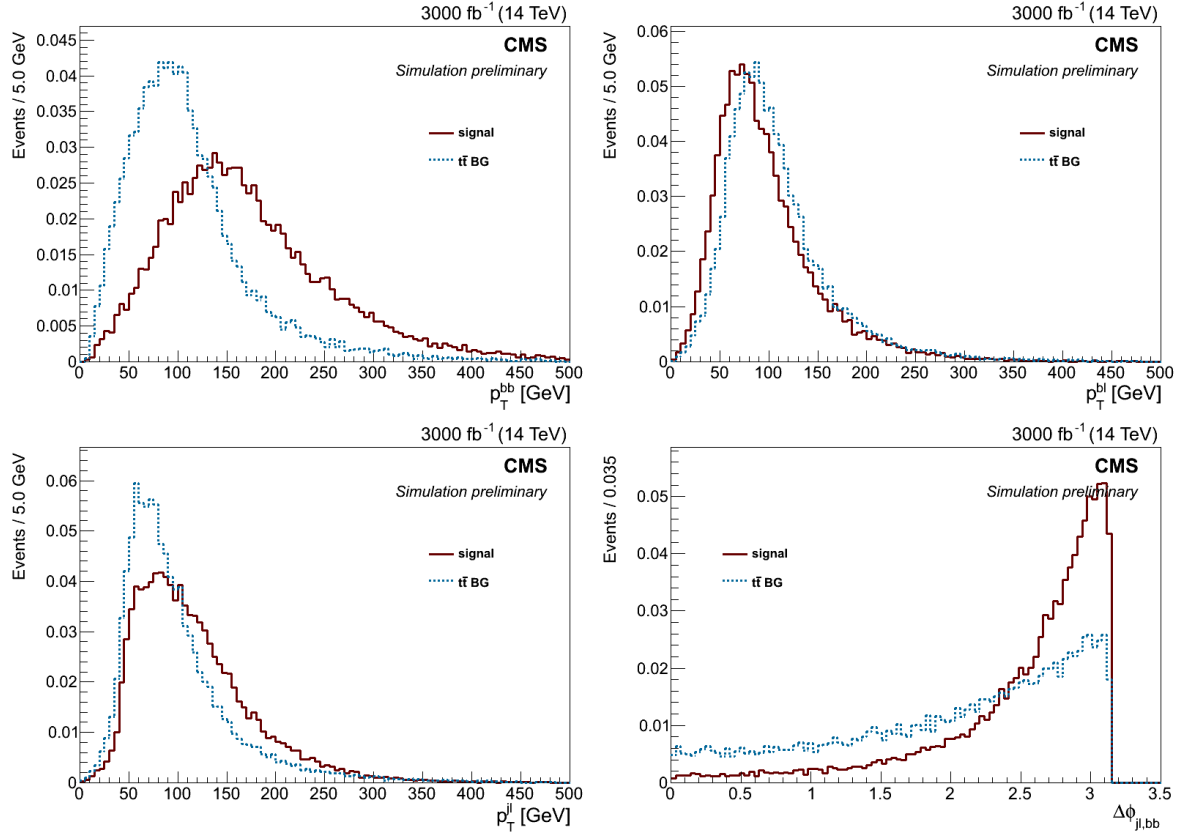 3000 fb⁻¹ (14 TeV)
Events / 5.0 GeV
CMS
Simulation preliminary
signal
tt̄ BG
0.045
0.04
0.035
0.03
0.025
0.02
0.015
0.01
0.005
0
0 50 100 150 200 250 300 350 400 450 500
p_T^bb [GeV]
3000 fb⁻¹ (14 TeV)
Events / 5.0 GeV
CMS
Simulation preliminary
signal
tt̄ BG
0.06
0.05
0.04
0.03
0.02
0.01
0
0 50 100 150 200 250 300 350 400 450 500
p_T^bl [GeV]
3000 fb⁻¹ (14 TeV)
Events / 5.0 GeV
CMS
Simulation preliminary
signal
tt̄ BG
0.06
0.05
0.04
0.03
0.02
0.01
0
0 50 100 150 200 250 300 350 400 450 500
p_T^jl [GeV]
3000 fb⁻¹ (14 TeV)
Events / 0.035
CMS
Simulation preliminary
signal
tt̄ BG
0.05
0.04
0.03
0.02
0.01
0
0 0.5 1 1.5 2 2.5 3 3.5
Δϕ_jl,bb